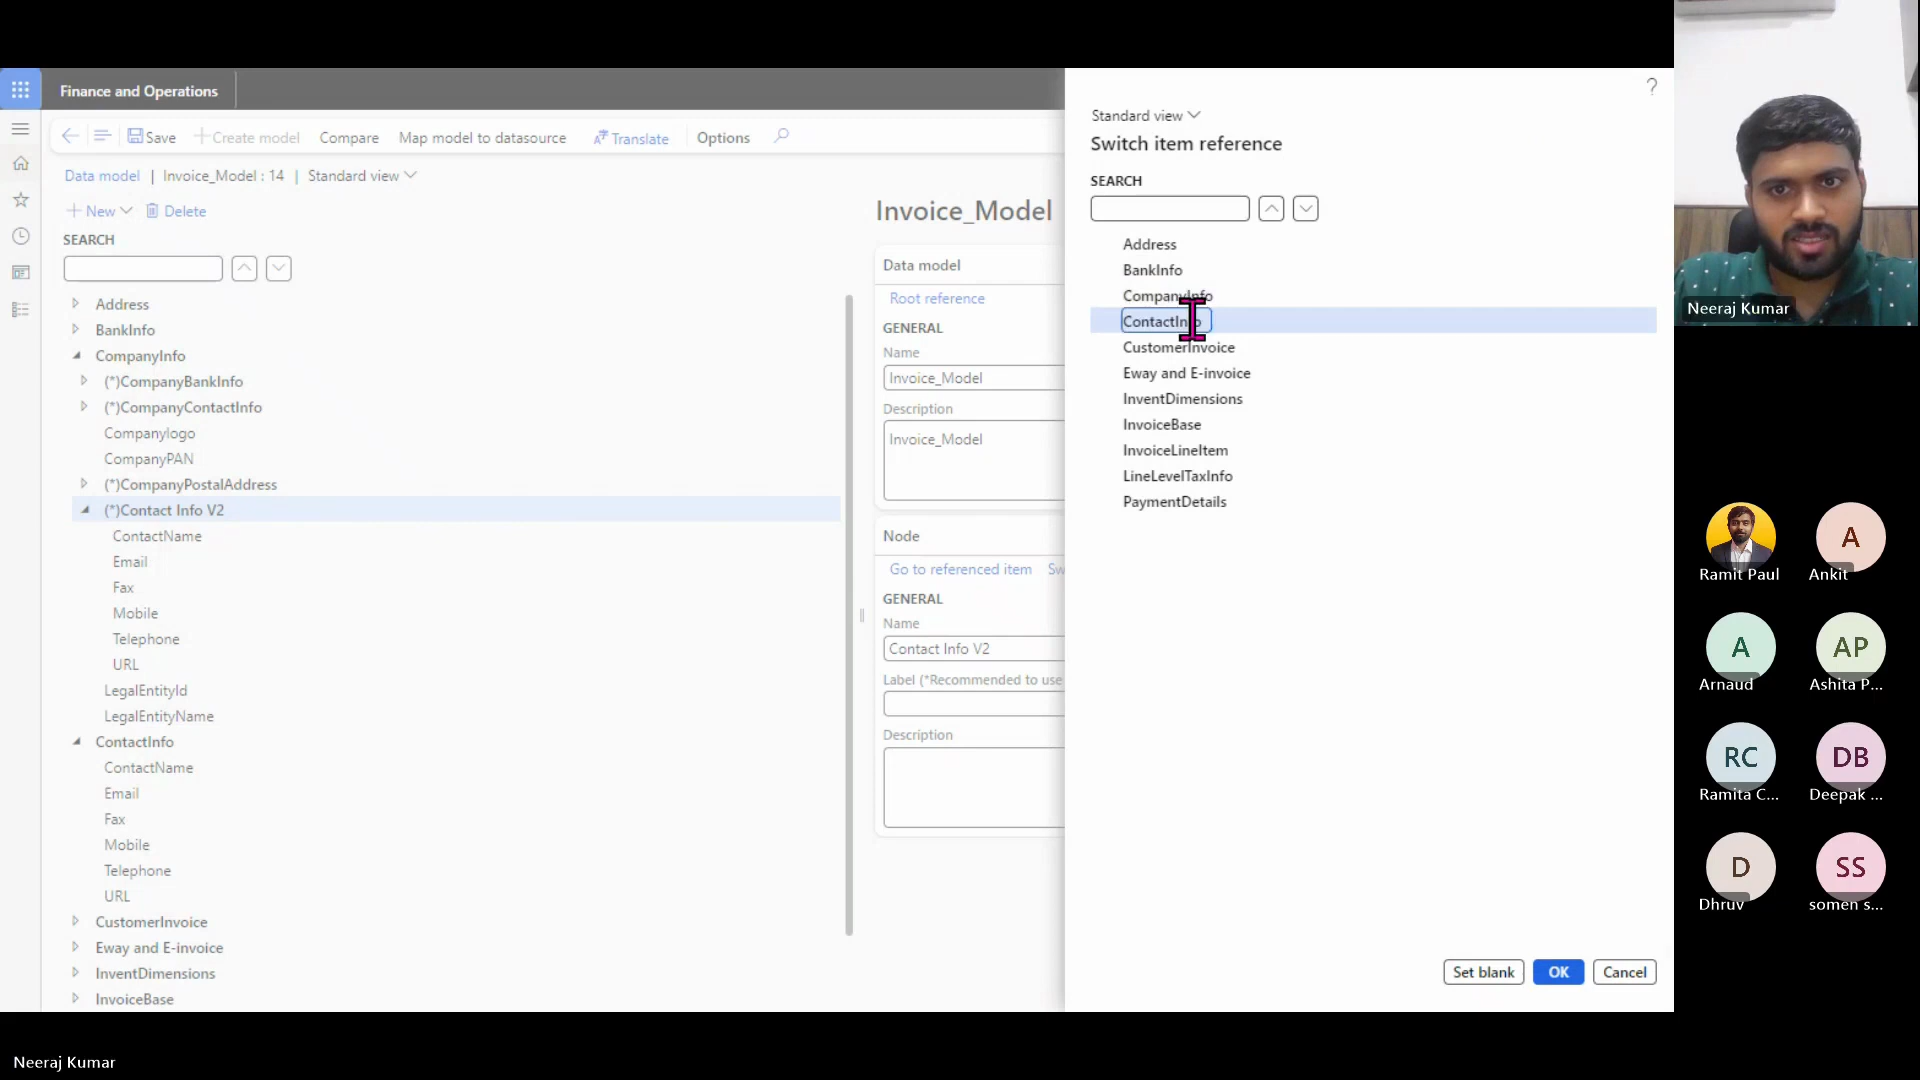 Finance and Operations
Save
Create model
Compare
Map model to datasource
Translate
Options
Data model | Invoice_Model : 14 | Standard view
New
Delete
SEARCH
Address
BankInfo
CompanyInfo
(*)CompanyBankInfo
(*)CompanyContactInfo
Companylogo
CompanyPAN
(*)CompanyPostalAddress
(*)Contact Info V2
ContactName
Email
Fax
Mobile
Telephone
URL
LegalEntityId
LegalEntityName
ContactInfo
ContactName
Email
Fax
Mobile
Telephone
URL
CustomerInvoice
Eway and E-invoice
InventDimensions
InvoiceBase
Invoice_Model
Data model
Root reference
GENERAL
Name
Invoice_Model
Description
Invoice_Model
Node
Go to referenced item Sw
GENERAL
Name
Contact Info V2
Label (*Recommended to use
Description
?
Standard view
Switch item reference
SEARCH
Address
BankInfo
CompanyInfo
ContactInfo
CustomerInvoice
Eway and E-invoice
InventDimensions
InvoiceBase
InvoiceLineItem
LineLevelTaxInfo
PaymentDetails
Set blank
OK
Cancel
Neeraj Kumar
Ramit Paul
A
Ankit
A
Arnaud
AP
Ashita P...
RC
Ramita C...
DB
Deepak ...
D
Dhruv
SS
somen s...
Neeraj Kumar